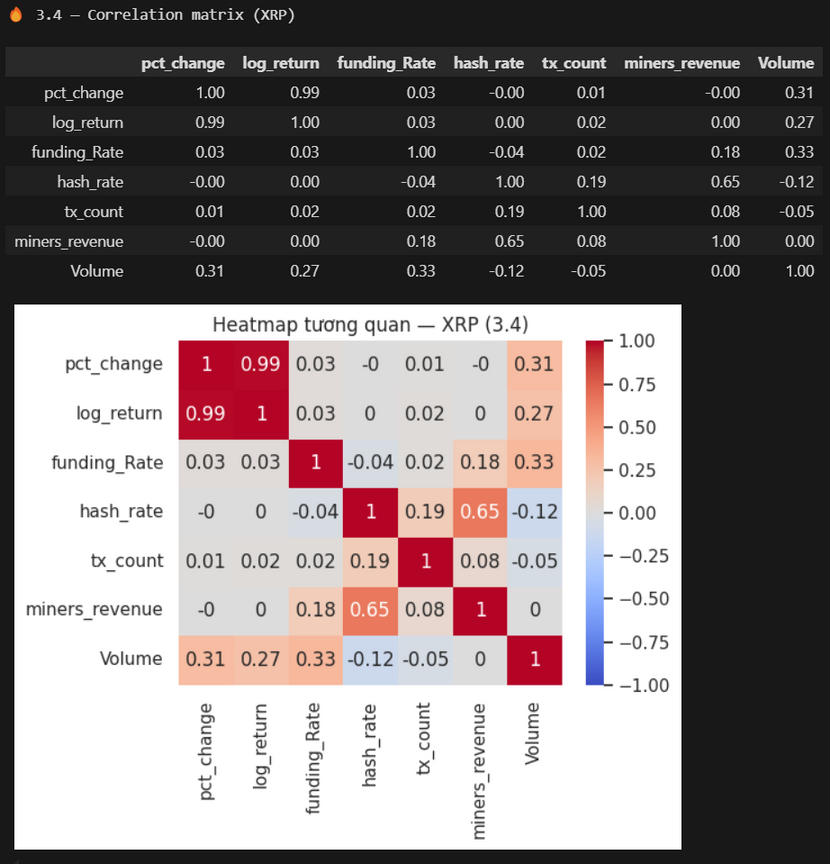 🔥 3.4 — Correlation matrix (XRP)
pct_change log_return funding_Rate hash_rate tx_count miners_revenue Volume
pct_change 1.00 0.99 0.03 -0.00 0.01 -0.00 0.31
log_return 0.99 1.00 0.03 0.00 0.02 0.00 0.27
funding_Rate 0.03 0.03 1.00 -0.04 0.02 0.18 0.33
hash_rate -0.00 0.00 -0.04 1.00 0.19 0.65 -0.12
tx_count 0.01 0.02 0.02 0.19 1.00 0.08 -0.05
miners_revenue -0.00 0.00 0.18 0.65 0.08 1.00 0.00
Volume 0.31 0.27 0.33 -0.12 -0.05 0.00 1.00
Heatmap tương quan — XRP (3.4)
pct_change 1 0.99 0.03 -0 0.01 -0 0.31
log_return 0.99 1 0.03 0 0.02 0 0.27
funding_Rate 0.03 0.03 1 -0.04 0.02 0.18 0.33
hash_rate -0 0 -0.04 1 0.19 0.65 -0.12
tx_count 0.01 0.02 0.02 0.19 1 0.08 -0.05
miners_revenue -0 0 0.18 0.65 0.08 1 0
Volume 0.31 0.27 0.33 -0.12 -0.05 0 1
pct_change
log_return
funding_Rate
hash_rate
tx_count
miners_revenue
Volume
1.00
0.75
0.50
0.25
0.00
−0.25
−0.50
−0.75
−1.00